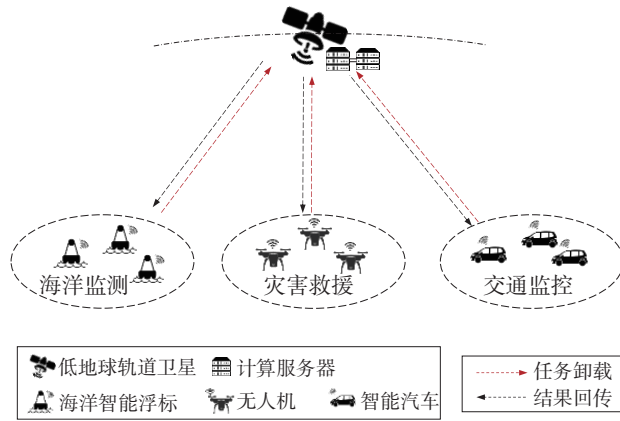 海洋监测
灾害救援
交通监控
低地球轨道卫星
计算服务器
任务卸载
海洋智能浮标
无人机
智能汽车
结果回传